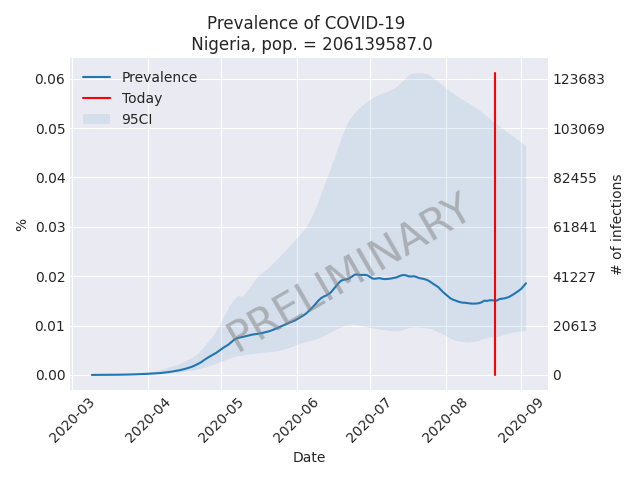 Prevalence of COVID-19
Nigeria, pop. = 206139587.0
Prevalence
Today
95CI
0.06
0.05
0.04
0.03
0.02
0.01
0.00
%
123683
103069
82455
61841
41227
20613
0
# of infections
PRELIMINARY
2020-03
2020-04
2020-05
2020-06
2020-07
2020-08
2020-09
Date